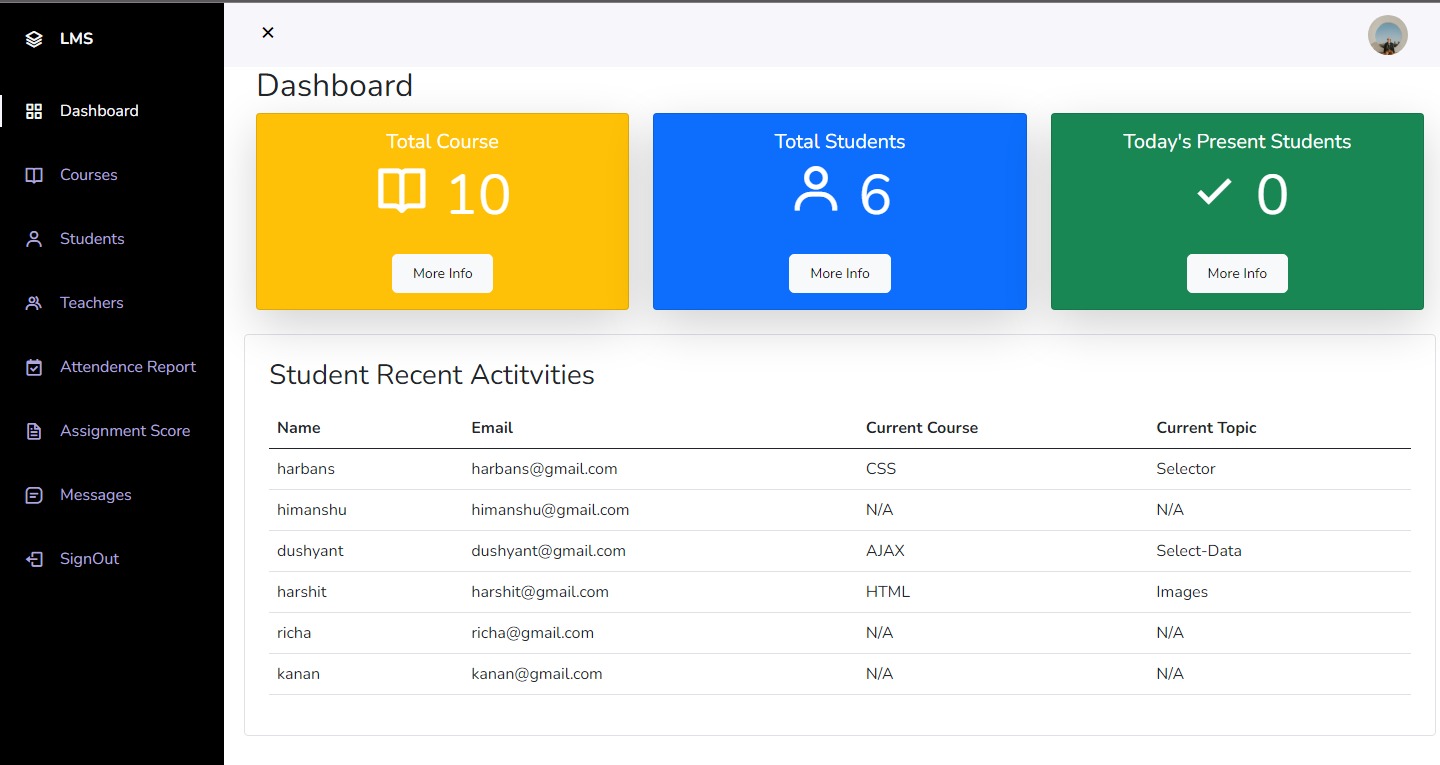 LMS
Dashboard
Courses
Students
Teachers
Attendence Report
Assignment Score
Messages
SignOut
Dashboard
Total Course
10
More Info
Total Students
6
More Info
Today's Present Students
0
More Info
Student Recent Actitvities
Name Email Current Course Current Topic
harbans harbans@gmail.com CSS Selector
himanshu himanshu@gmail.com N/A N/A
dushyant dushyant@gmail.com AJAX Select-Data
harshit harshit@gmail.com HTML Images
richa richa@gmail.com N/A N/A
kanan kanan@gmail.com N/A N/A